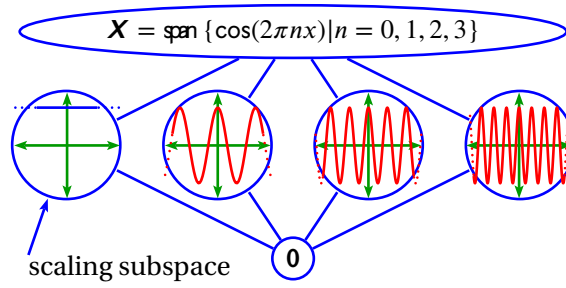 X = span {cos(2πnx)|n = 0, 1, 2, 3}
scaling subspace
0